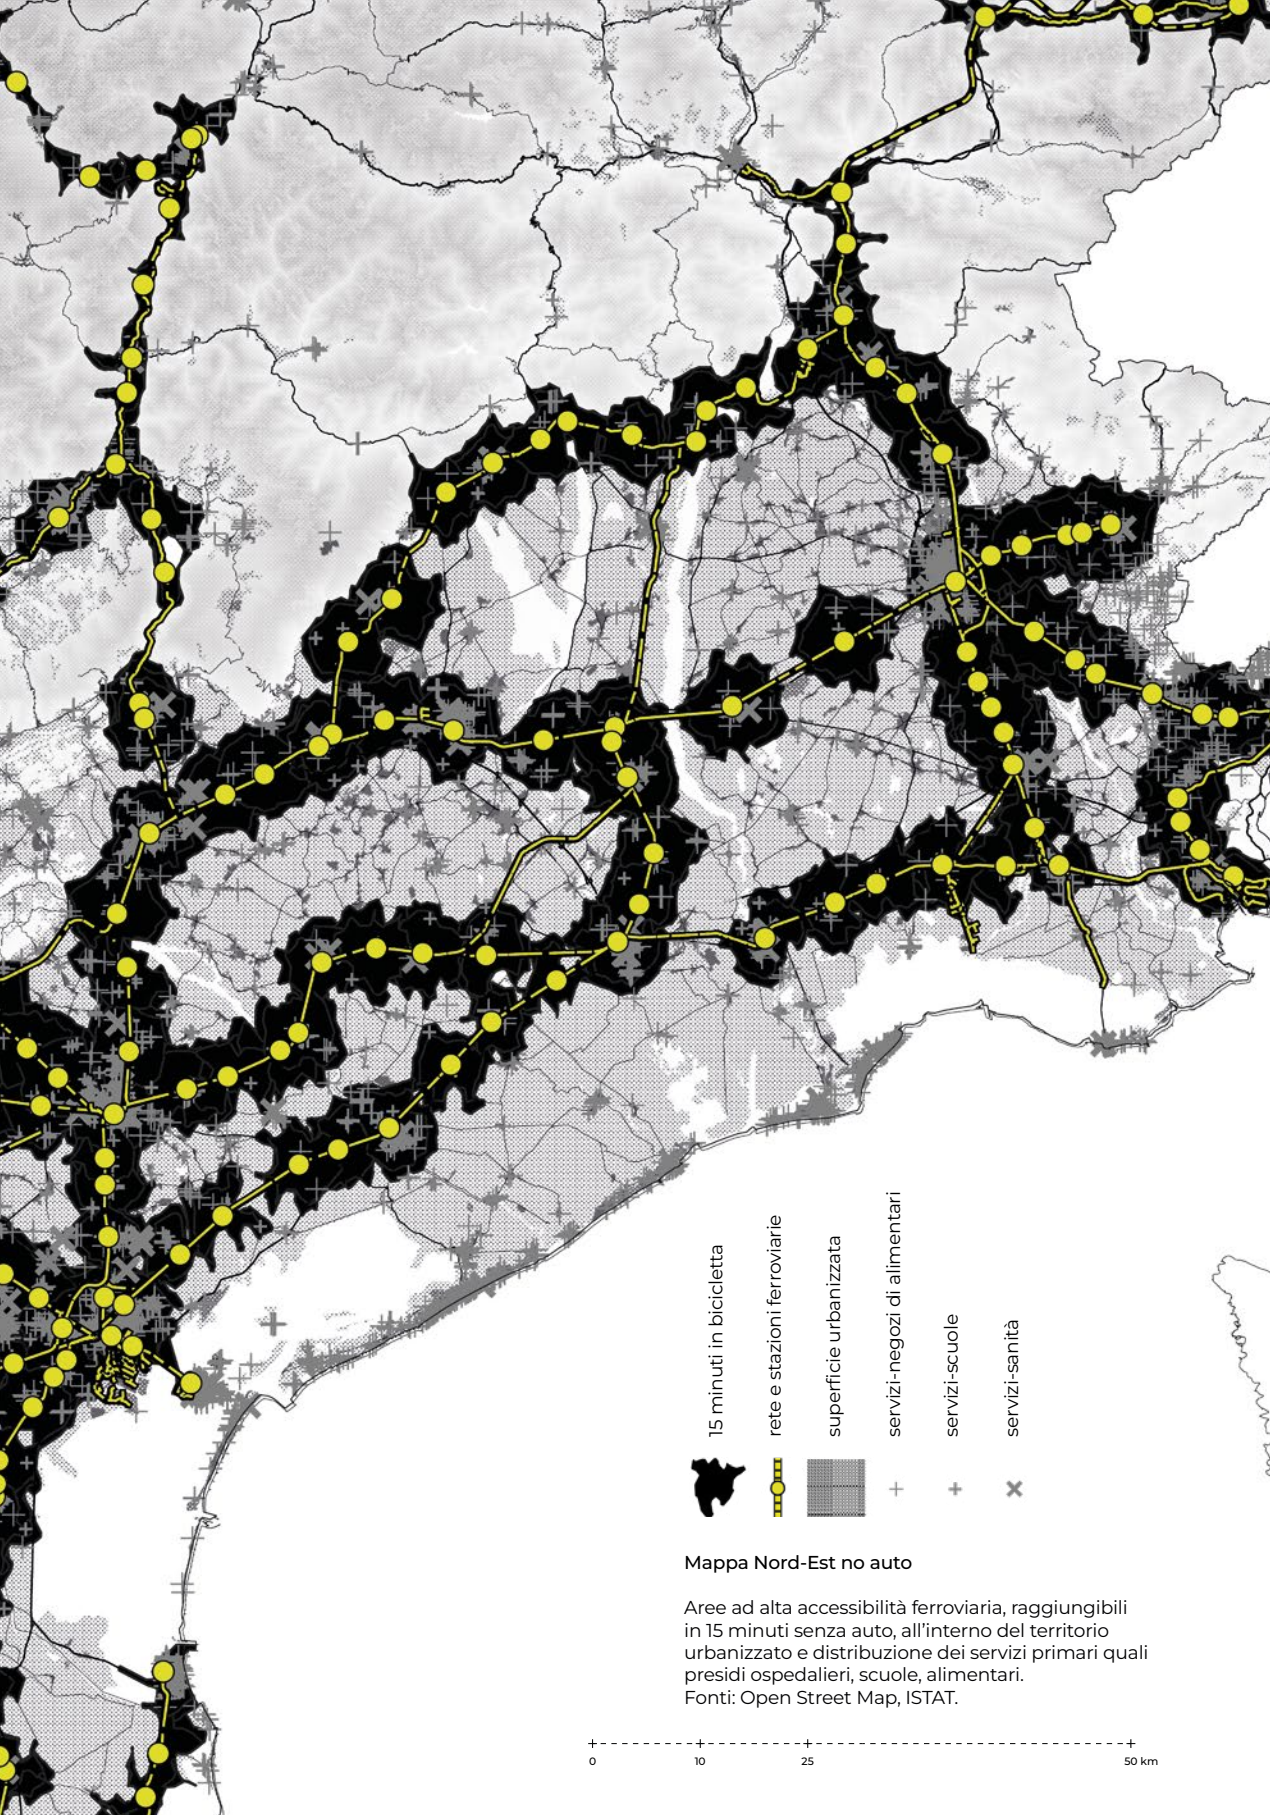 15 minuti in bicicletta
rete e stazioni ferroviarie
superficie urbanizzata
servizi-negozi di alimentari
servizi-scuole
servizi-sanità
Mappa Nord-Est no auto
Aree ad alta accessibilità ferroviaria, raggiungibili
in 15 minuti senza auto, all’interno del territorio
urbanizzato e distribuzione dei servizi primari quali
presidi ospedalieri, scuole, alimentari.
Fonti: Open Street Map, ISTAT.
0 10 25 50 km